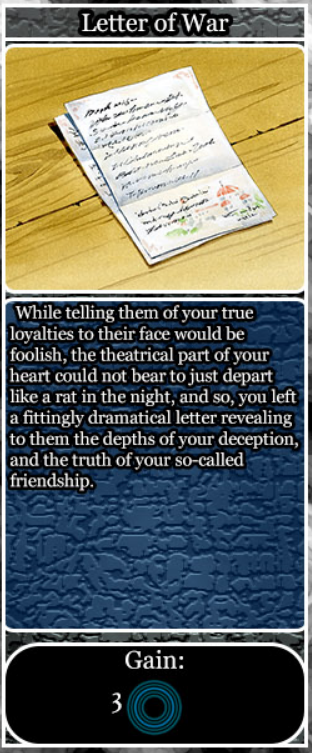 Letter of War
While telling them of your true
loyalties to their face would be
foolish, the theatrical part of your
heart could not bear to just depart
like a rat in the night, and so, you left
a fittingly dramatical letter revealing
to them the depths of your deception,
and the truth of your so-called
friendship.
Gain:
3